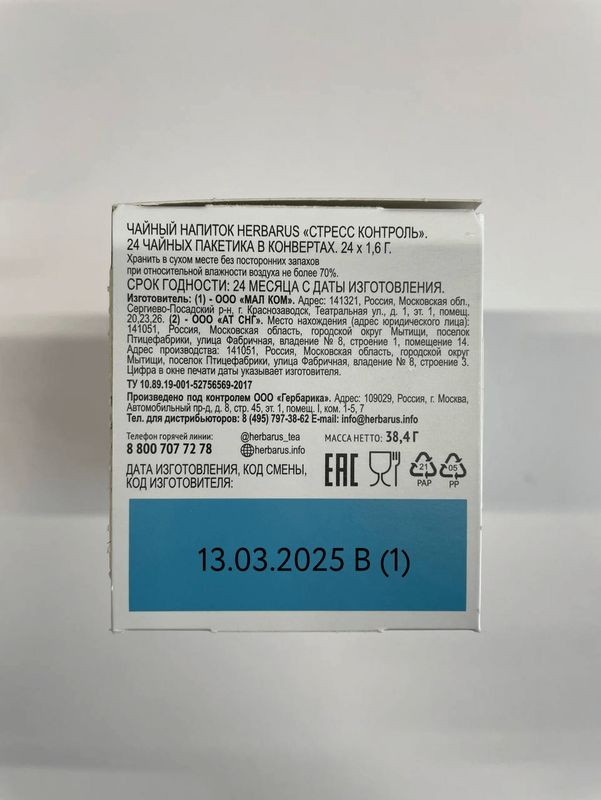 ЧАЙНЫЙ НАПИТОК HERBARUS «СТРЕСС КОНТРОЛЬ».
24 ЧАЙНЫХ ПАКЕТИКА В КОНВЕРТАХ. 24 x 1,6 Г.
Хранить в сухом месте без посторонних запахов
при относительной влажности воздуха не более 70%.
СРОК ГОДНОСТИ: 24 МЕСЯЦА С ДАТЫ ИЗГОТОВЛЕНИЯ.
Изготовитель: (1) - ООО «МАЛ КОМ». Адрес: 141321, Россия, Московская обл.,
Сергиево-Посадский р-н, г. Краснозаводск, Театральная ул., д. 1, эт. 1, помещ.
20,23,26. (2) - ООО «АТ СНГ». Место нахождения (адрес юридического лица):
141051, Россия, Московская область, городской округ Мытищи, поселок
Птицефабрики, улица Фабричная, владение № 8, строение 1, помещение 14.
Адрес производства: 141051, Россия, Московская область, городской округ
Мытищи, поселок Птицефабрики, улица Фабричная, владение № 8, строение 3.
Цифра в окне печати даты указывает изготовителя.
ТУ 10.89.19-001-52756569-2017
Произведено под контролем ООО «Гербарика». Адрес: 109029, Россия, г. Москва,
Автомобильный пр-д, д. 8, стр. 45, эт. 1, помещ. I, ком. 1-5, 7
Тел. для дистрибьюторов: 8 (495) 797-38-62 E-mail: info@herbarus.info
Телефон горячей линии:
8 800 707 72 78
@herbarus_tea
herbarus.info
МАССА НЕТТО: 38,4 Г
EAC
21
PAP
05
PP
ДАТА ИЗГОТОВЛЕНИЯ, КОД СМЕНЫ,
КОД ИЗГОТОВИТЕЛЯ:
13.03.2025 В (1)